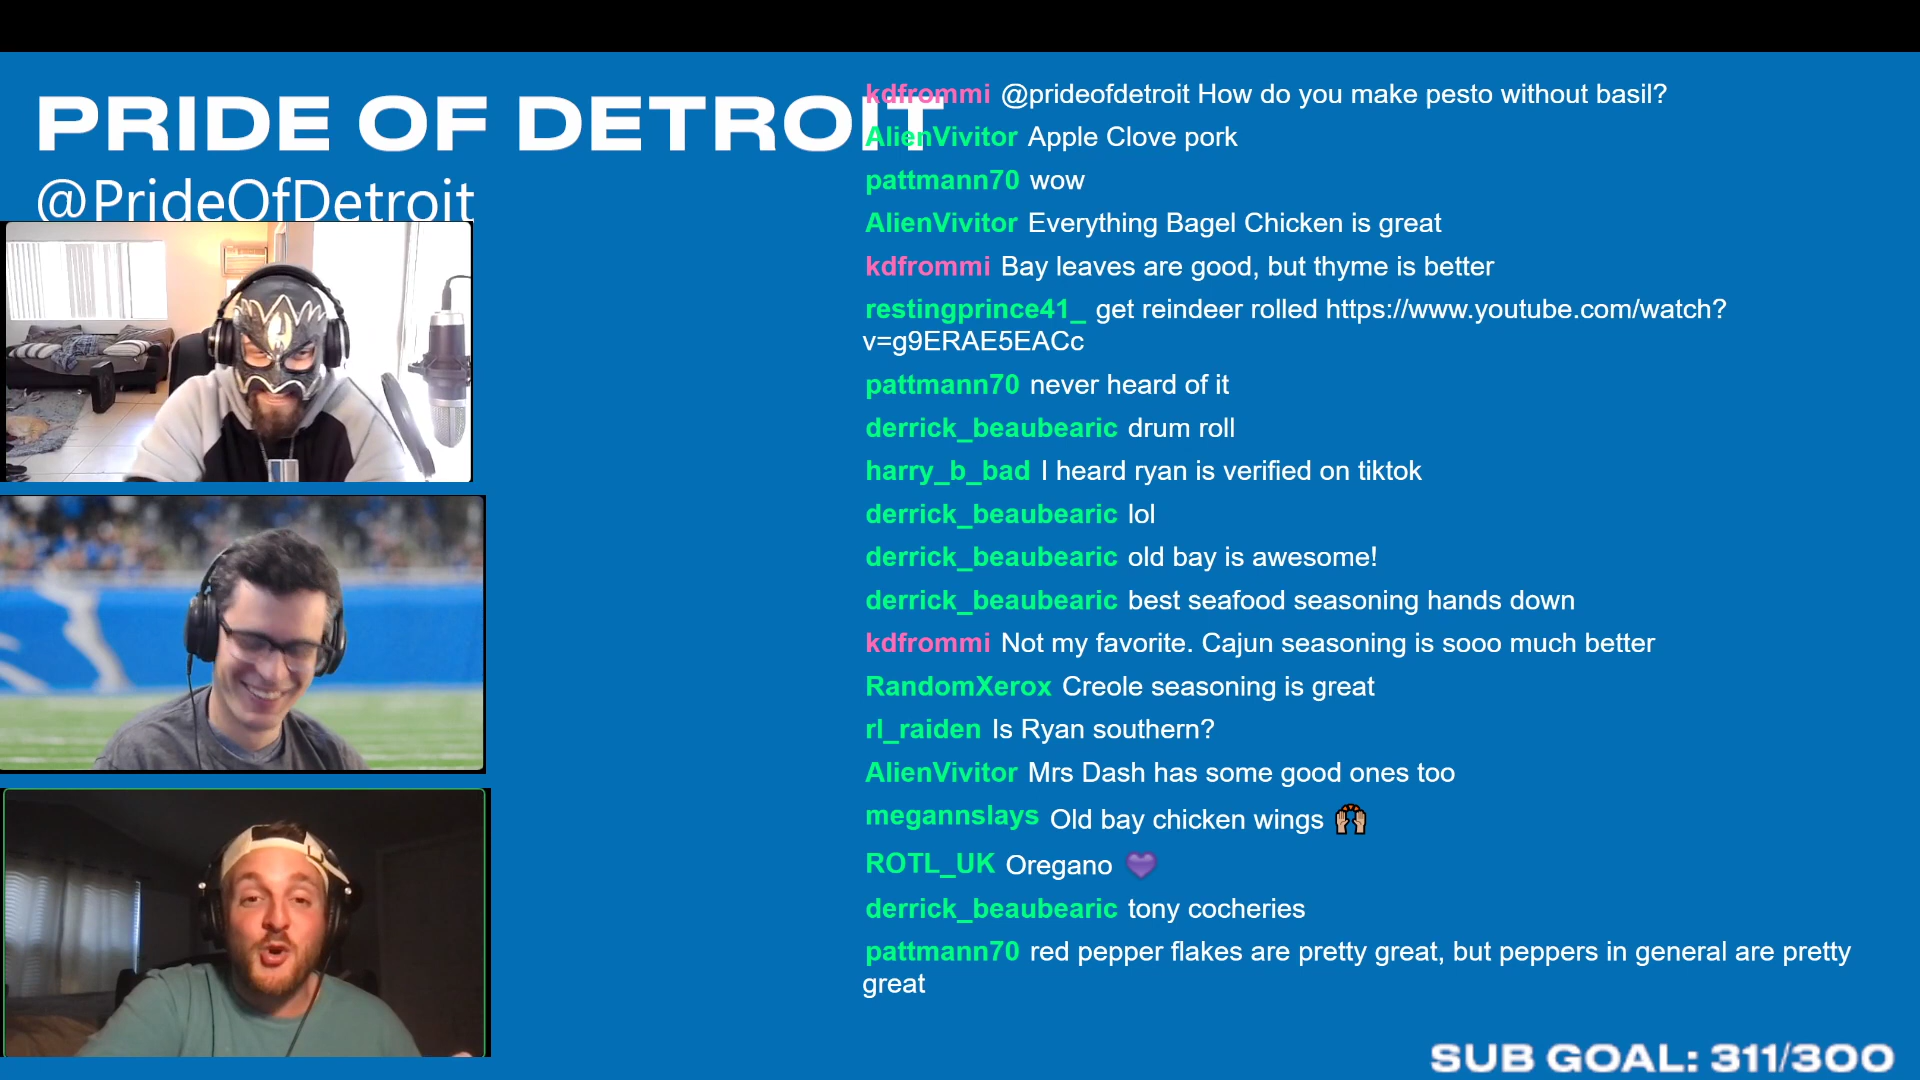 PRIDE OF DETROIT
@PrideOfDetroit
kdfrommi @prideofdetroit How do you make pesto without basil?
AlienVivitor Apple Clove pork
pattmann70 wow
AlienVivitor Everything Bagel Chicken is great
kdfrommi Bay leaves are good, but thyme is better
restingprince41_ get reindeer rolled https://www.youtube.com/watch?
v=g9ERAE5EACc
pattmann70 never heard of it
derrick_beaubearic drum roll
harry_b_bad I heard ryan is verified on tiktok
derrick_beaubearic lol
derrick_beaubearic old bay is awesome!
derrick_beaubearic best seafood seasoning hands down
kdfrommi Not my favorite. Cajun seasoning is sooo much better
RandomXerox Creole seasoning is great
rl_raiden Is Ryan southern?
AlienVivitor Mrs Dash has some good ones too
megannslays Old bay chicken wings
ROTL_UK Oregano
derrick_beaubearic tony cocheries
pattmann70 red pepper flakes are pretty great, but peppers in general are pretty
great
SUB GOAL: 311/300